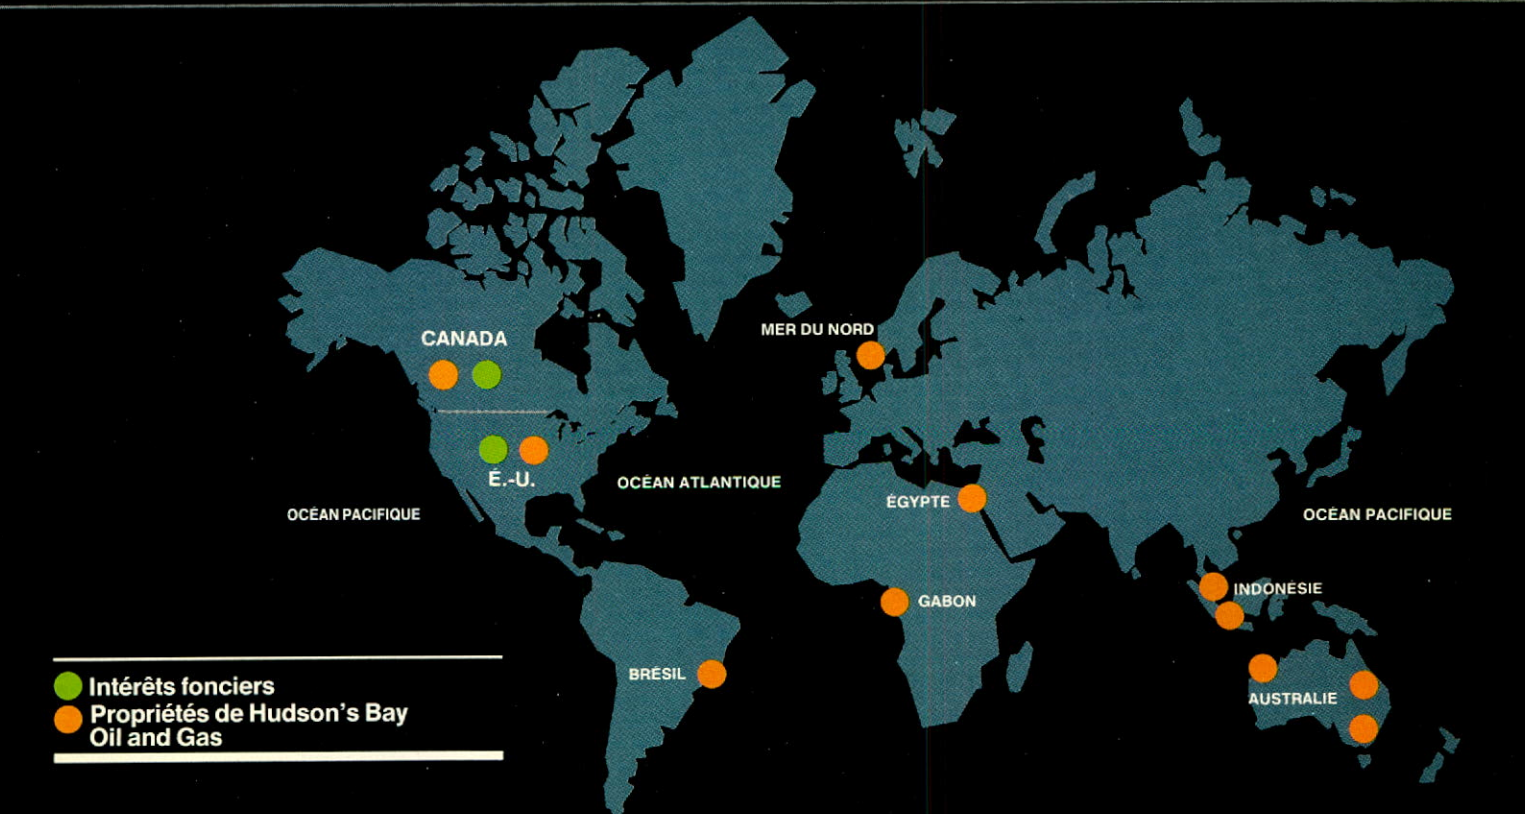 MER DU NORD
CANADA
É.-U.
OCÉAN ATLANTIQUE
ÉGYPTE
OCÉAN PACIFIQUE
OCÉAN PACIFIQUE
INDONÉSIE
GABON
BRÉSIL
AUSTRALIE
Intérêts fonciers
Propriétés de Hudson's Bay
Oil and Gas